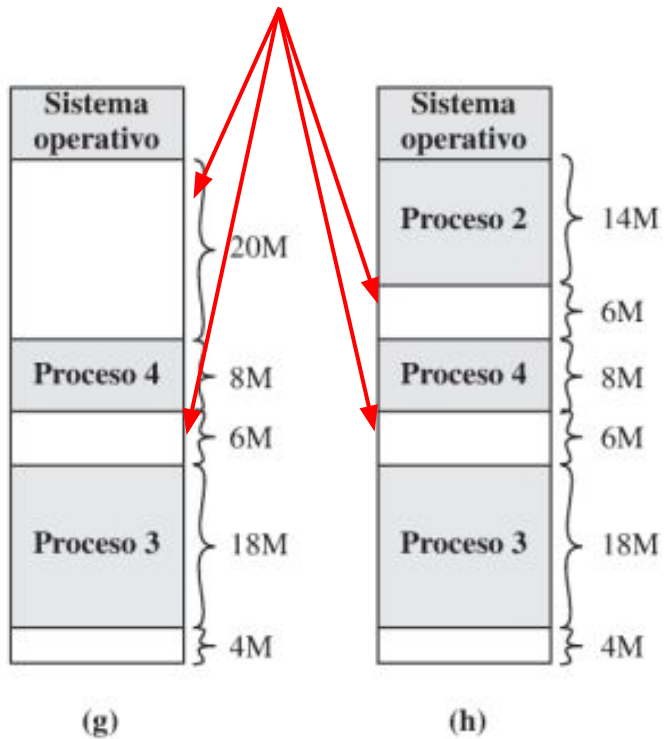 Sistema
operativo
20M
Proceso 4
8M
6M
Proceso 3
18M
4M
(g)
Sistema
operativo
Proceso 2
14M
6M
Proceso 4
8M
6M
Proceso 3
18M
4M
(h)